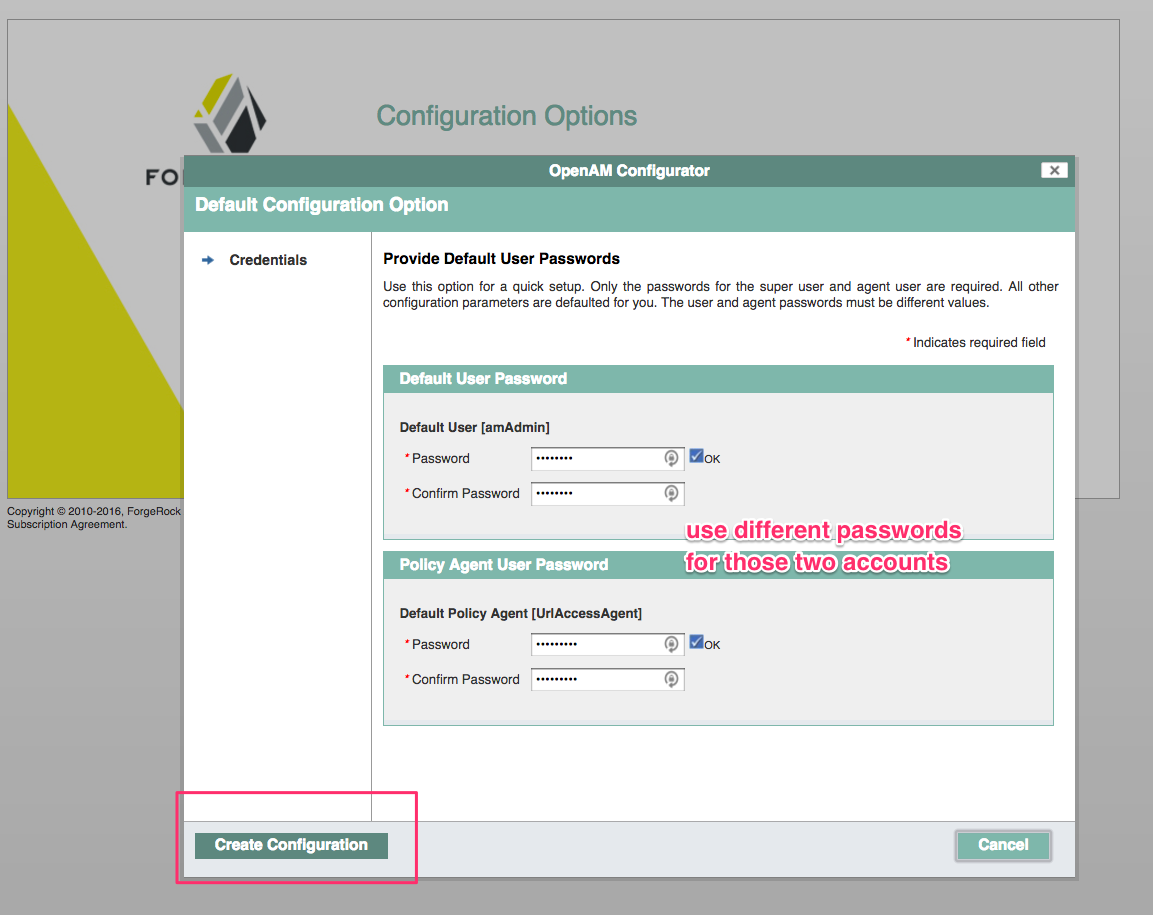 Configuration Options
FO
OpenAM Configurator
Default Configuration Option
Credentials
Provide Default User Passwords
Use this option for a quick setup. Only the passwords for the super user and agent user are required. All other
configuration parameters are defaulted for you. The user and agent passwords must be different values.
* Indicates required field
Default User Password
Default User [amAdmin]
* Password
•••••••• OK
* Confirm Password
••••••••
use different passwords
for those two accounts
Policy Agent User Password
Default Policy Agent [UrlAccessAgent]
* Password
••••••••• OK
* Confirm Password
•••••••••
Copyright © 2010-2016, ForgeRock
Subscription Agreement.
Create Configuration
Cancel